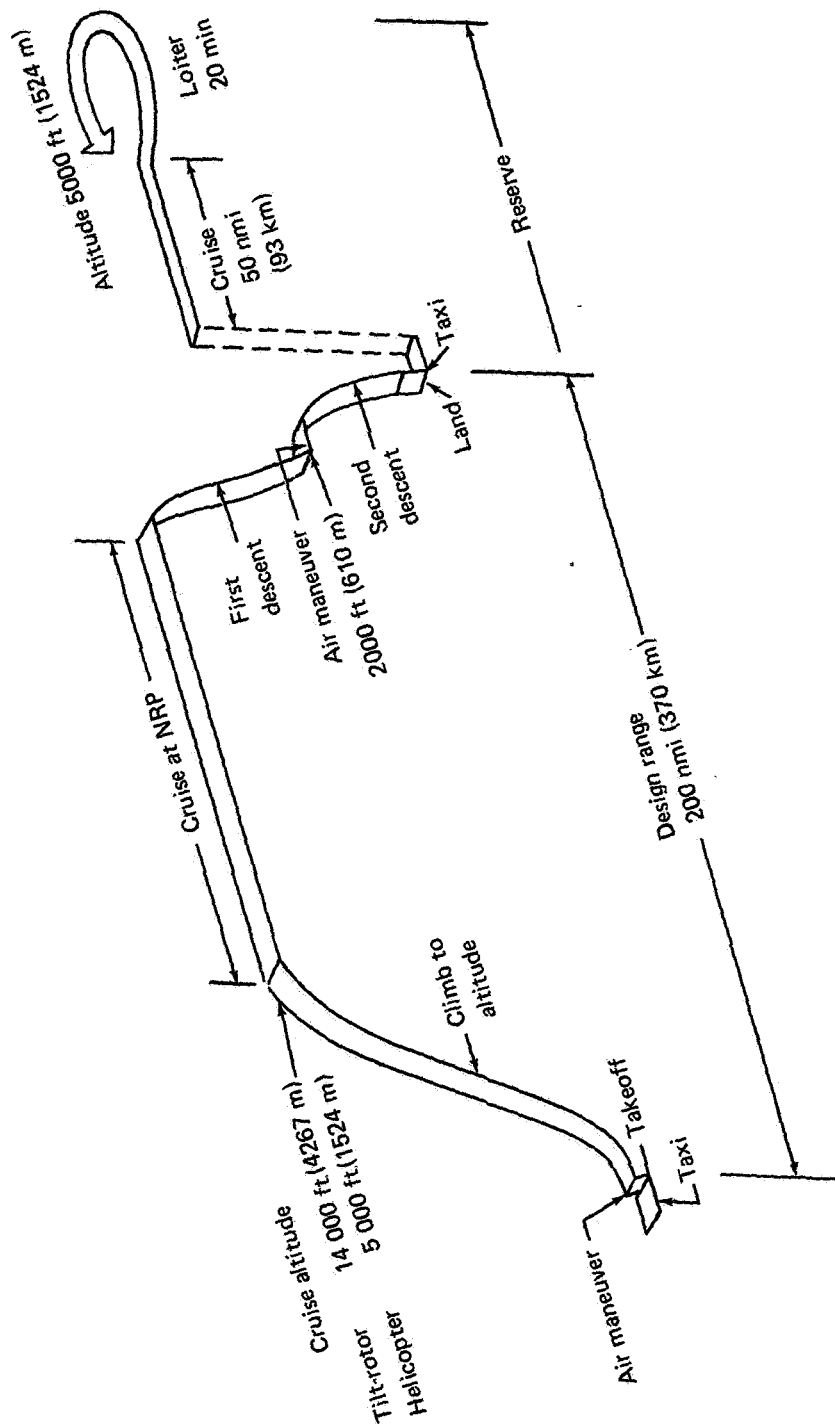 Cruise altitude
Tilt-rotor 14 000 ft (4267 m)
Helicopter 5 000 ft (1524 m)
Air maneuver
Takeoff
Taxi
Climb to
altitude
Cruise at NRP
First
descent
Air maneuver
2000 ft (610 m)
Second
descent
Land
Taxi
Cruise
50 nmi
(93 km)
Altitude 5000 ft (1524 m)
Loiter
20 min
Design range
200 nmi (370 km)
Reserve